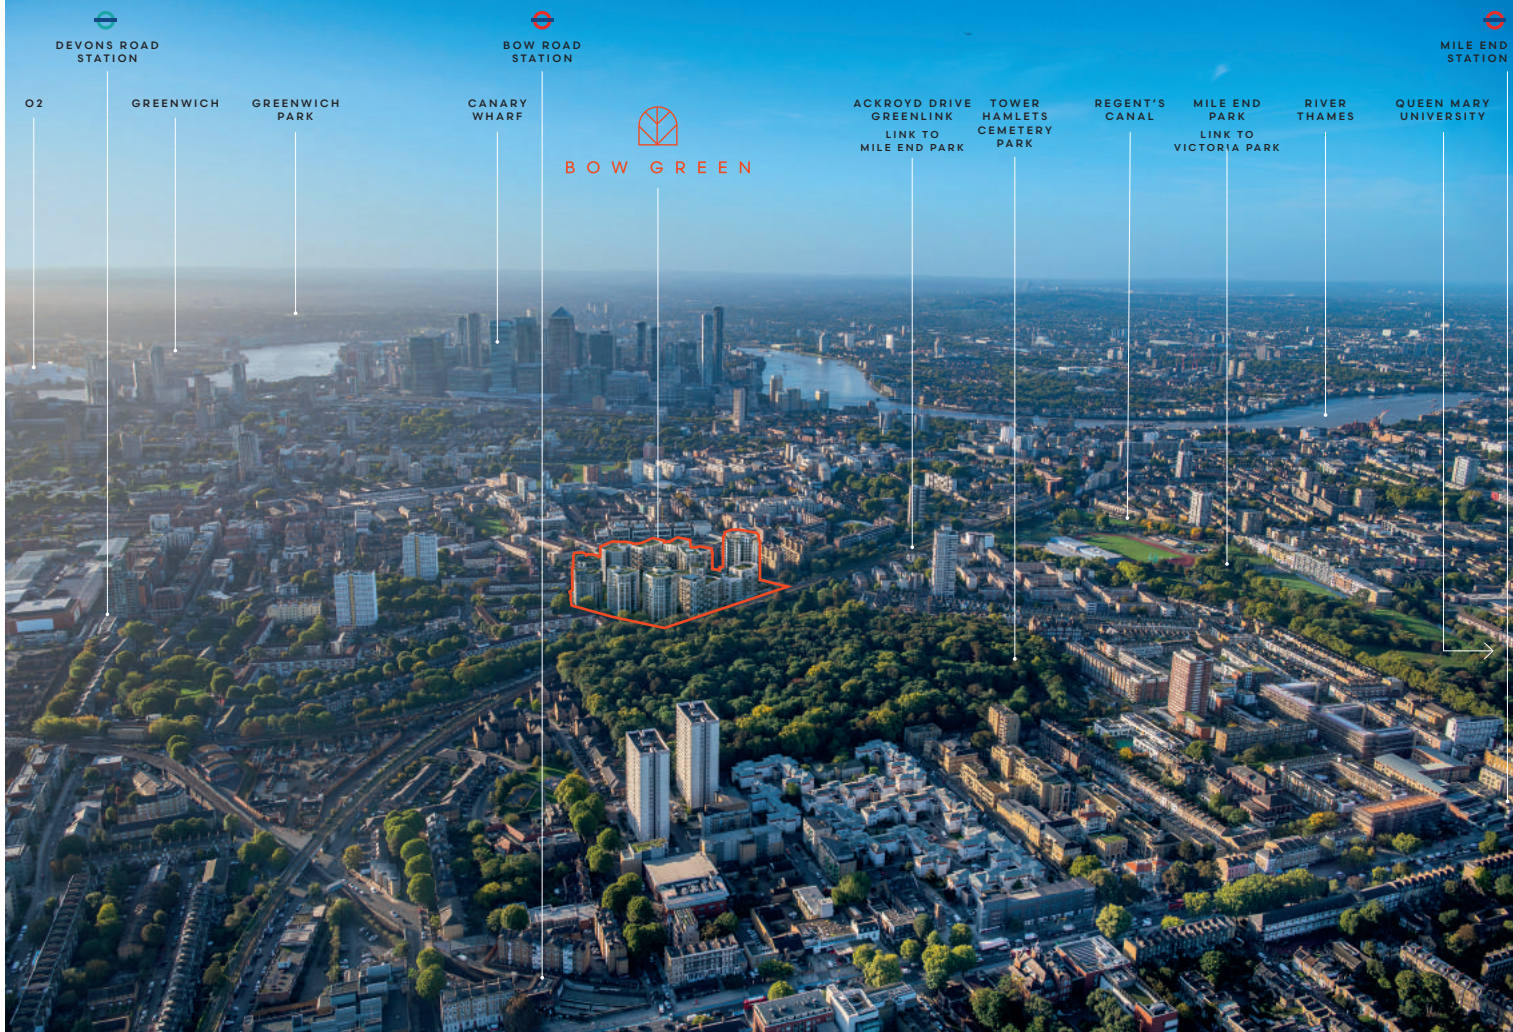 DEVONS ROAD
STATION
BOW ROAD
STATION
MILE END
STATION
O2
GREENWICH
GREENWICH
PARK
CANARY
WHARF
BOW GREEN
ACKROYD DRIVE
GREENLINK
LINK TO
MILE END PARK
TOWER
HAMLETS
CEMETERY
PARK
REGENT'S
CANAL
MILE END
PARK
LINK TO
VICTORIA PARK
RIVER
THAMES
QUEEN MARY
UNIVERSITY